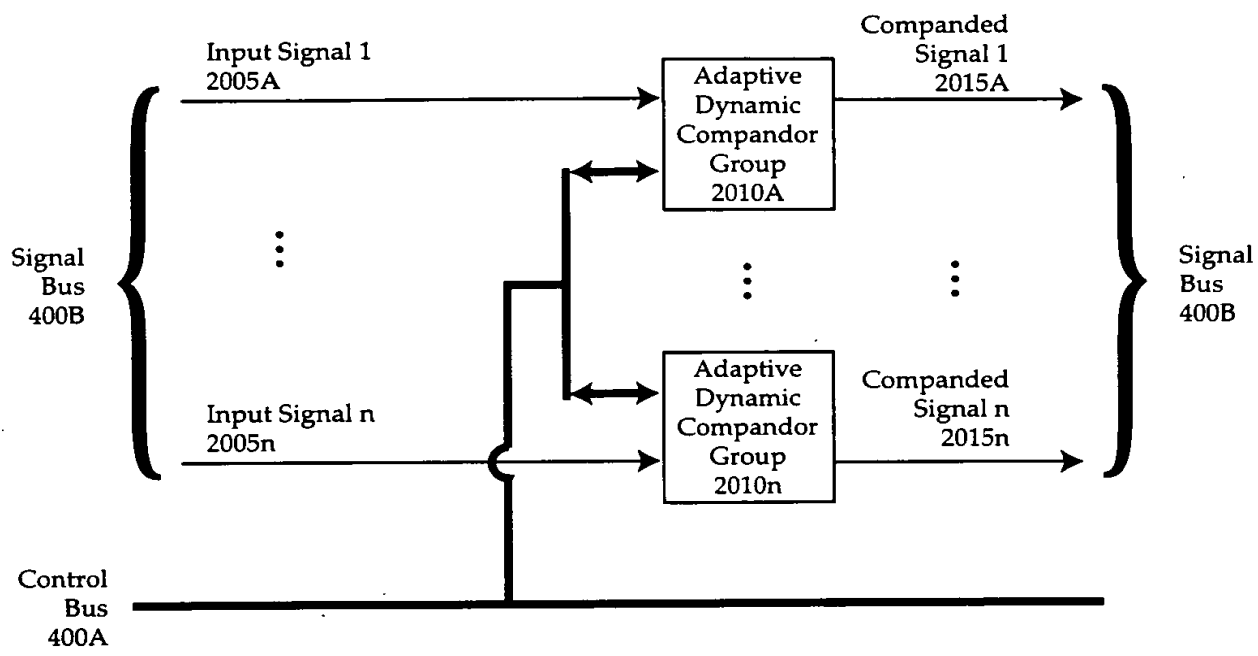 Input Signal 1
2005A
Companded
Signal 1
2015A
Adaptive
Dynamic
Compandor
Group
2010A
Signal
Bus
400B
Signal
Bus
400B
Input Signal n
2005n
Adaptive
Dynamic
Compandor
Group
2010n
Companded
Signal n
2015n
Control
Bus
400A